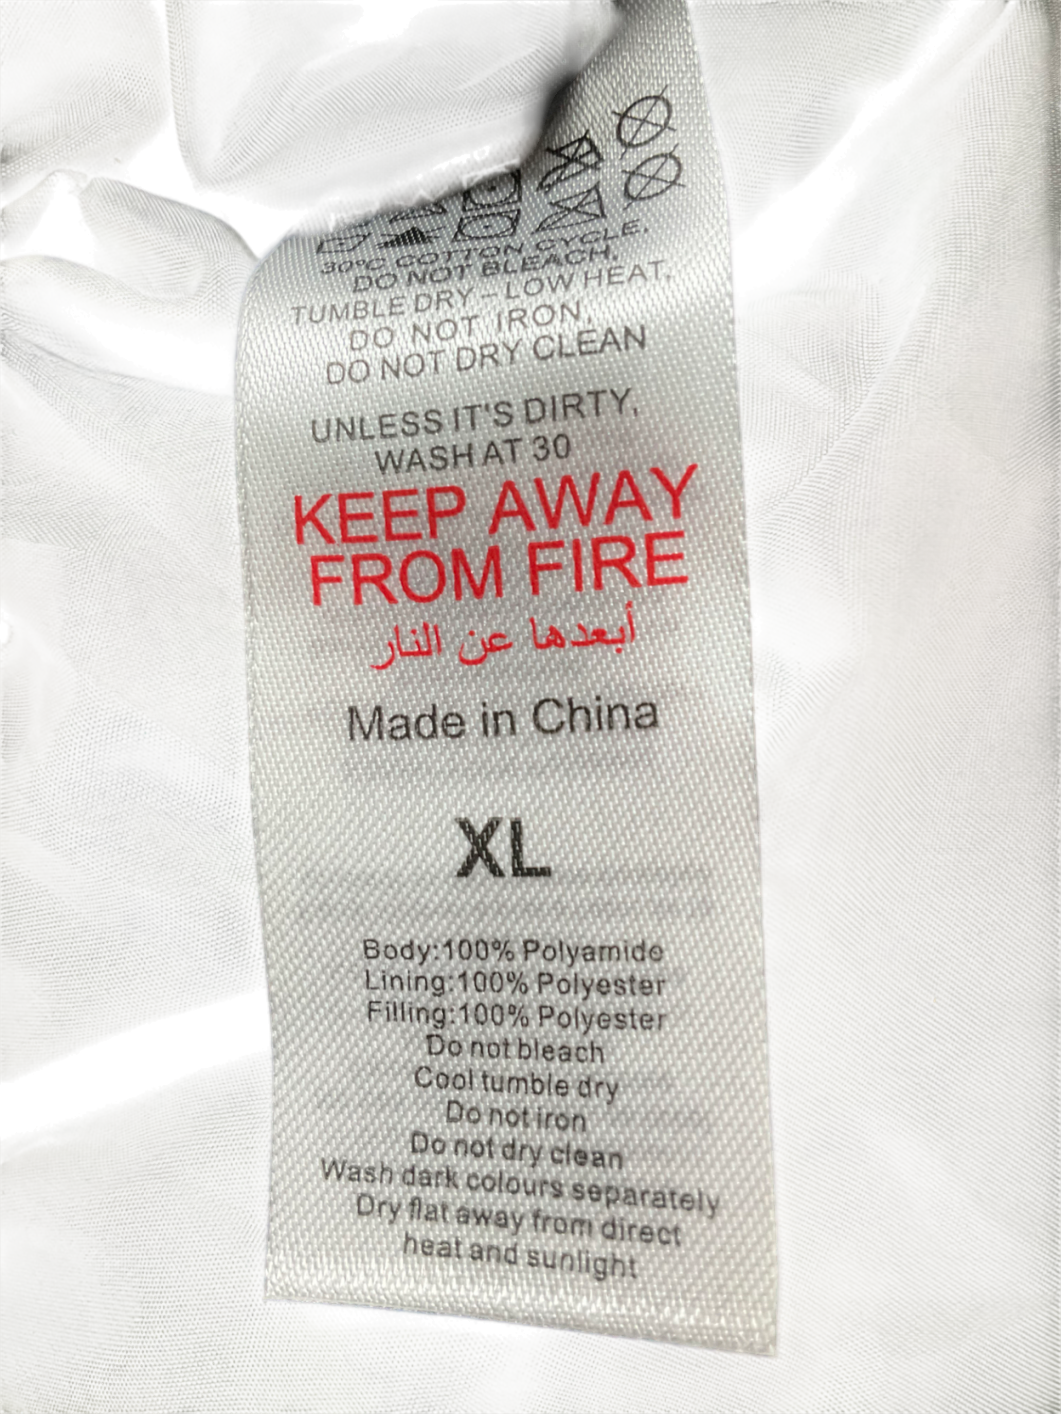 30°C COTTON CYCLE,
DO NOT BLEACH,
TUMBLE DRY – LOW HEAT,
DO NOT IRON,
DO NOT DRY CLEAN
UNLESS IT'S DIRTY,
WASH AT 30
KEEP AWAY
FROM FIRE
أبعدها عن النار
Made in China
XL
Body:100% Polyamide
Lining:100% Polyester
Filling:100% Polyester
Do not bleach
Cool tumble dry
Do not iron
Do not dry clean
Wash dark colours separately
Dry flat away from direct
heat and sunlight